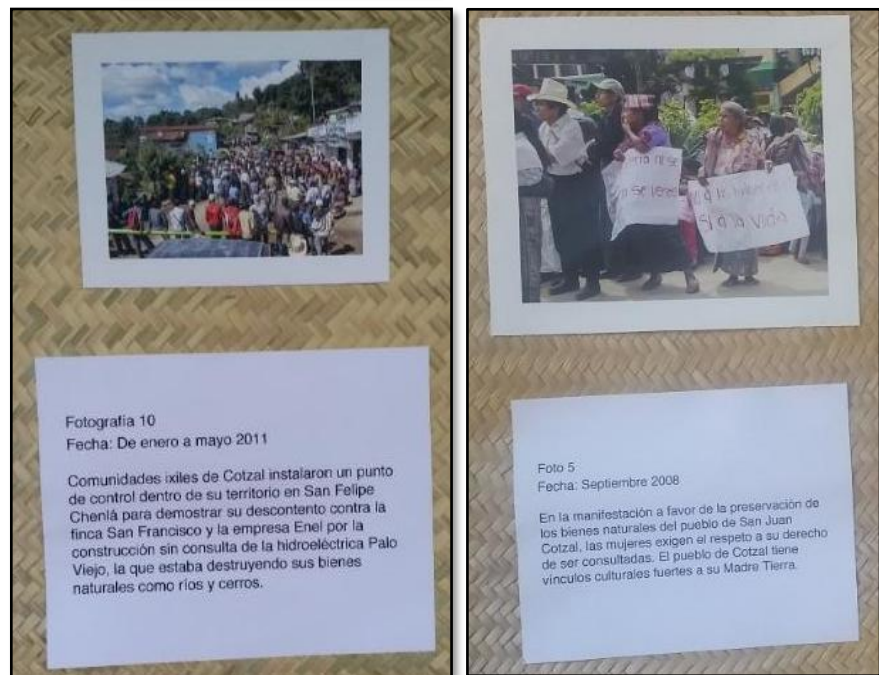 Fotografía 10
Fecha: De enero a mayo 2011
Comunidades ixiles de Cotzal instalaron un punto
de control dentro de su territorio en San Felipe
Chenlá para demostrar su descontento contra la
finca San Francisco y la empresa Enel por la
construcción sin consulta de la hidroeléctrica Palo
Viejo, la que estaba destruyendo sus bienes
naturales como ríos y cerros.
ni se
se
Si a la vida
Foto 5
Fecha: Septiembre 2008
En la manifestación a favor de la preservación de
los bienes naturales del pueblo de San Juan
Cotzal, las mujeres exigen el respeto a su derecho
de ser consultadas. El pueblo de Cotzal tiene
vínculos culturales fuertes a su Madre Tierra.